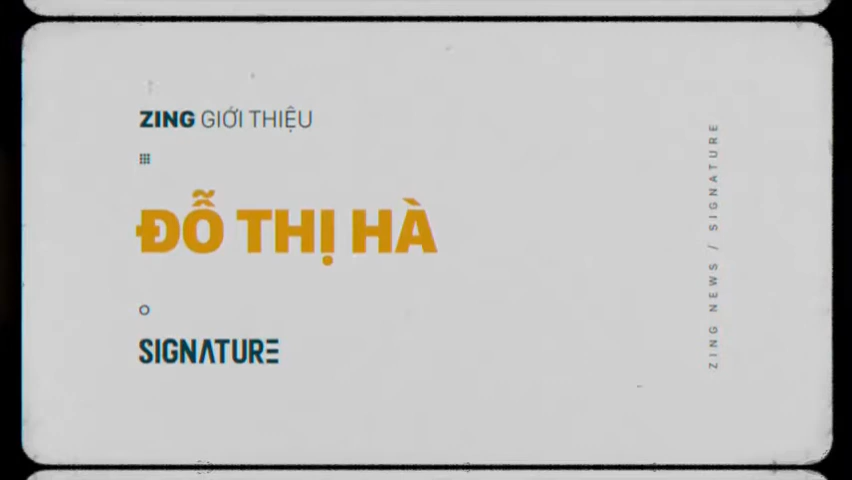 ZING GIỚI THIỆU
ĐỖ THỊ HÀ
SIGNATURE
ZING NEWS / SIGNATURE